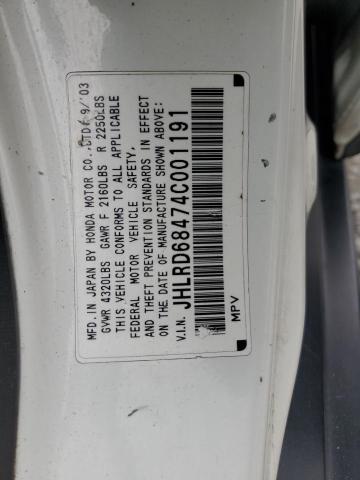 MFD. IN JAPAN BY HONDA MOTOR CO., LTD. 9/'03
GVWR 4320LBS GAWR F 2160LBS R 2250LBS
THIS VEHICLE CONFORMS TO ALL APPLICABLE
FEDERAL MOTOR VEHICLE SAFETY,
AND THEFT PREVENTION STANDARDS IN EFFECT
ON THE DATE OF MANUFACTURE SHOWN ABOVE:
V.I.N. JHLRD68474C001191
MPV